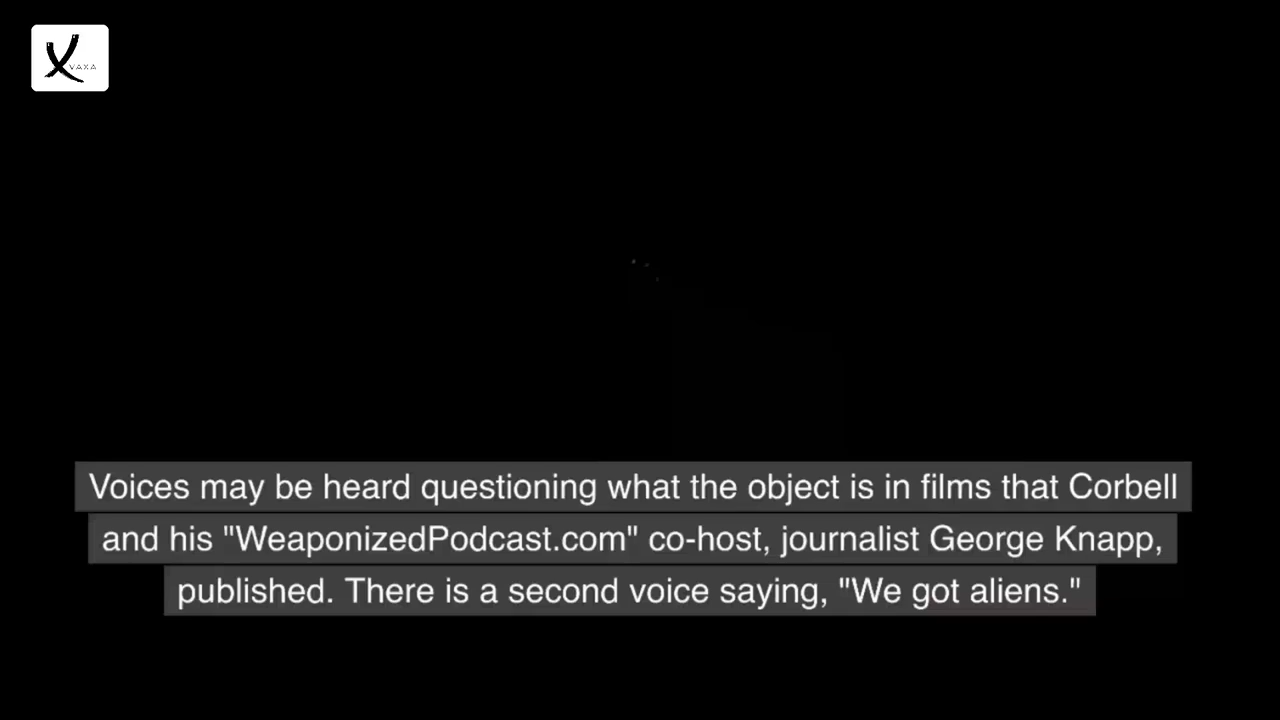 VAXA
Voices may be heard questioning what the object is in films that Corbell
and his "WeaponizedPodcast.com" co-host, journalist George Knapp,
published. There is a second voice saying, "We got aliens."